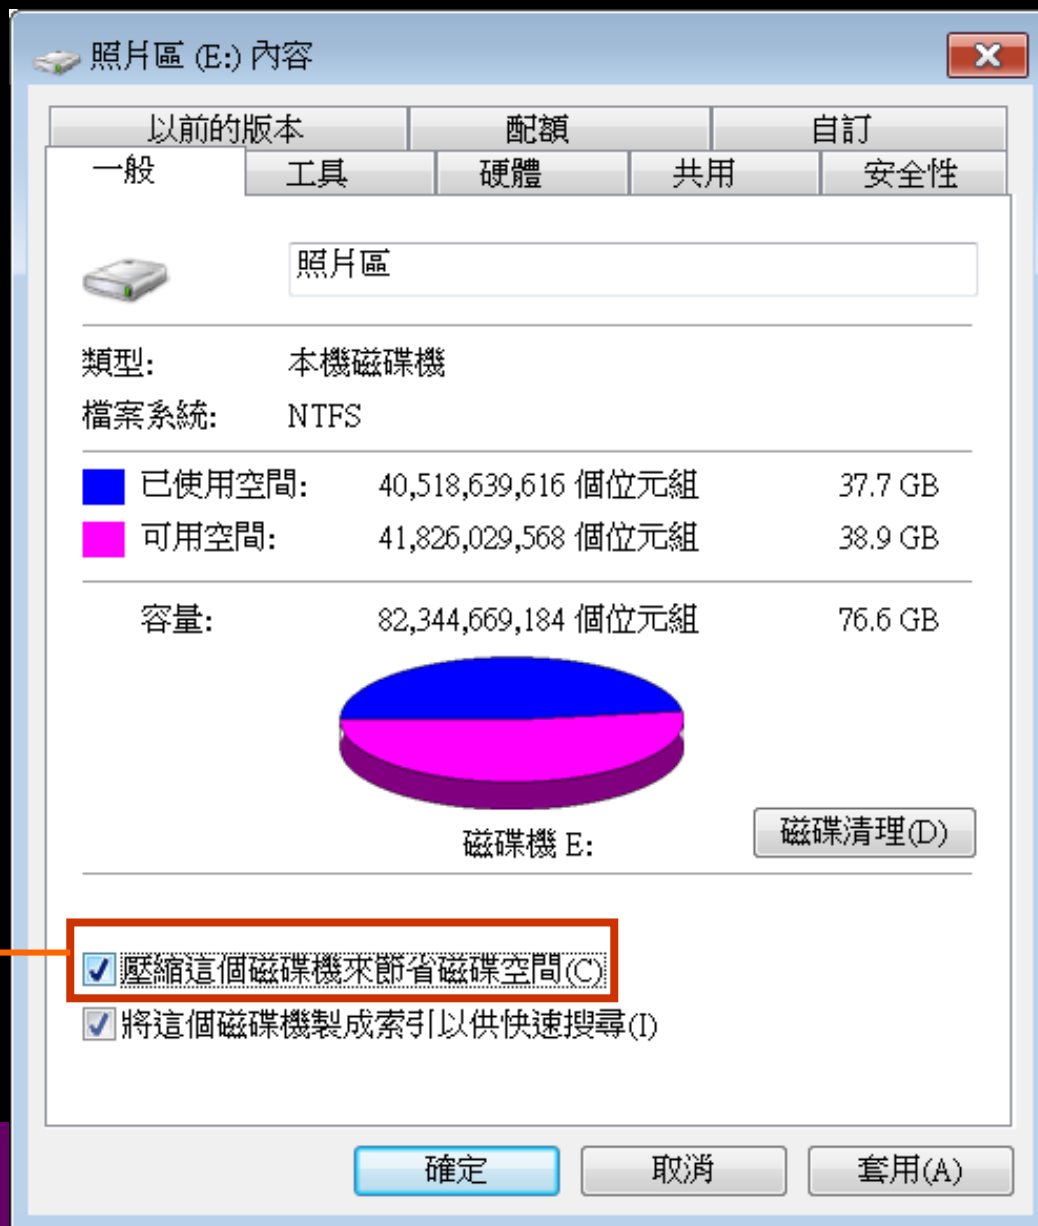 照片區 (E:) 內容
以前的版本 配額 自訂
一般 工具 硬體 共用 安全性
照片區
類型: 本機磁碟機
檔案系統: NTFS
已使用空間: 40,518,639,616 個位元組 37.7 GB
可用空間: 41,826,029,568 個位元組 38.9 GB
容量: 82,344,669,184 個位元組 76.6 GB
磁碟機 E: 磁碟清理(D)
壓縮這個磁碟機來節省磁碟空間(C)
將這個磁碟機製成索引以供快速搜尋(I)
確定 取消 套用(A)